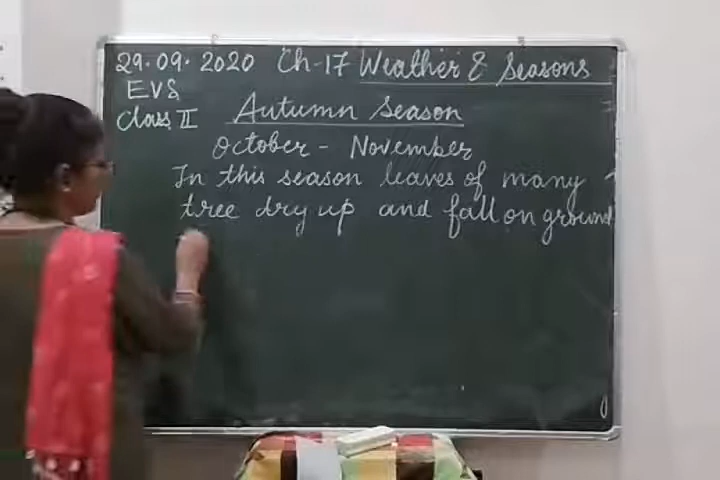 29.09.2020 Ch-17 Weather & Seasons
EVS
Class II
Autumn Season
October - November
In this season leaves of many
tree dry up and fall on ground